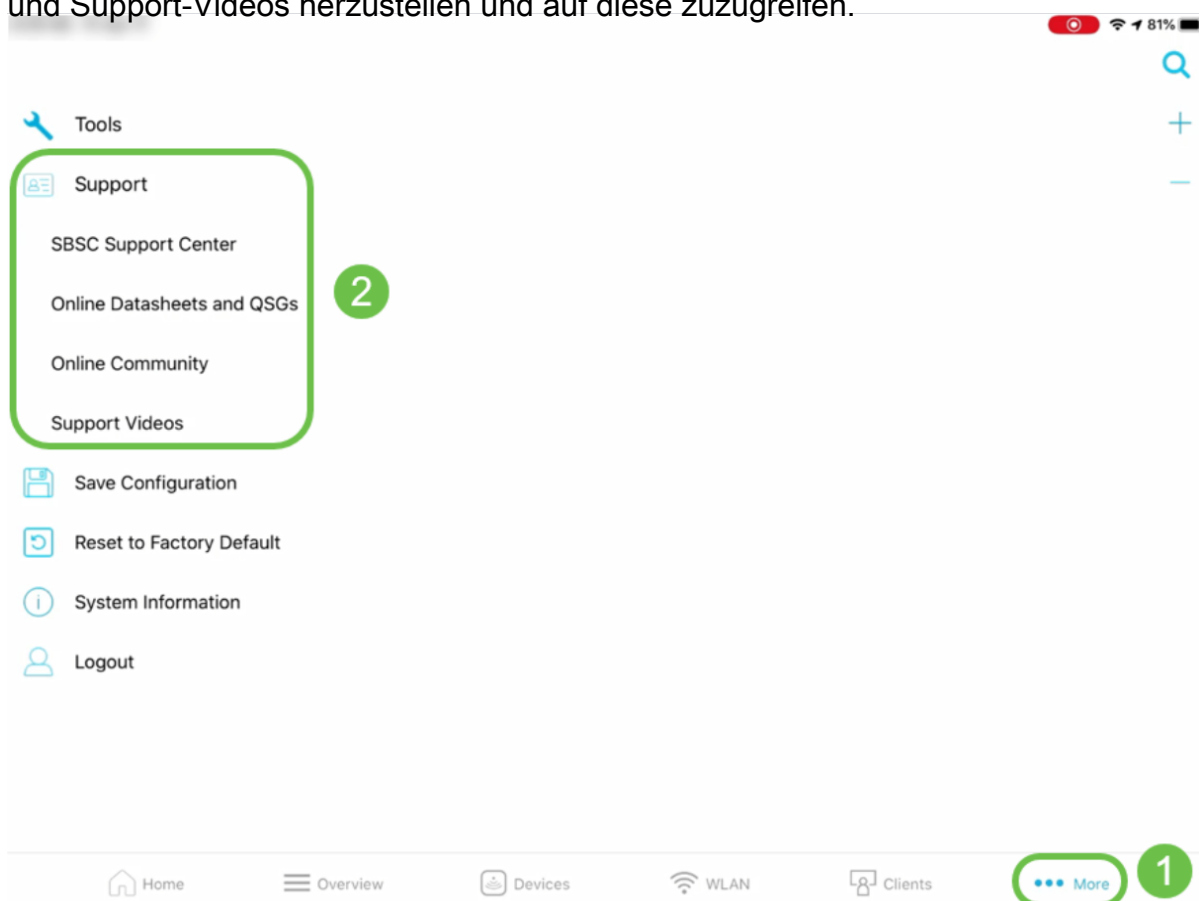 und Support-Videos herzustellen und auf diese zuzugreifen.
81%
Tools
Support
SBSC Support Center
Online Datasheets and QSGs
2
Online Community
Support Videos
Save Configuration
Reset to Factory Default
System Information
Logout
Home Overview Devices WLAN Clients More 1